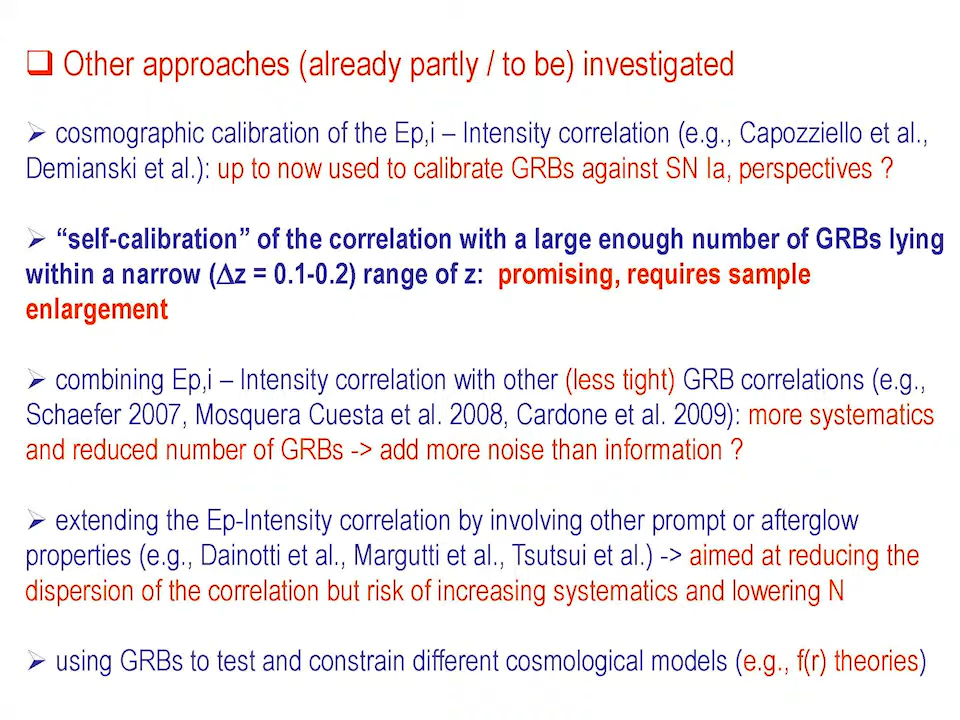 ❑ Other approaches (already partly / to be) investigated
➢ cosmographic calibration of the Ep,i – Intensity correlation (e.g., Capozziello et al.,
Demianski et al.): up to now used to calibrate GRBs against SN Ia, perspectives ?
➢ “self-calibration” of the correlation with a large enough number of GRBs lying
within a narrow (Δz = 0.1-0.2) range of z: promising, requires sample
enlargement
➢ combining Ep,i – Intensity correlation with other (less tight) GRB correlations (e.g.,
Schaefer 2007, Mosquera Cuesta et al. 2008, Cardone et al. 2009): more systematics
and reduced number of GRBs -> add more noise than information ?
➢ extending the Ep-Intensity correlation by involving other prompt or afterglow
properties (e.g., Dainotti et al., Margutti et al., Tsutsui et al.) -> aimed at reducing the
dispersion of the correlation but risk of increasing systematics and lowering N
➢ using GRBs to test and constrain different cosmological models (e.g., f(r) theories)